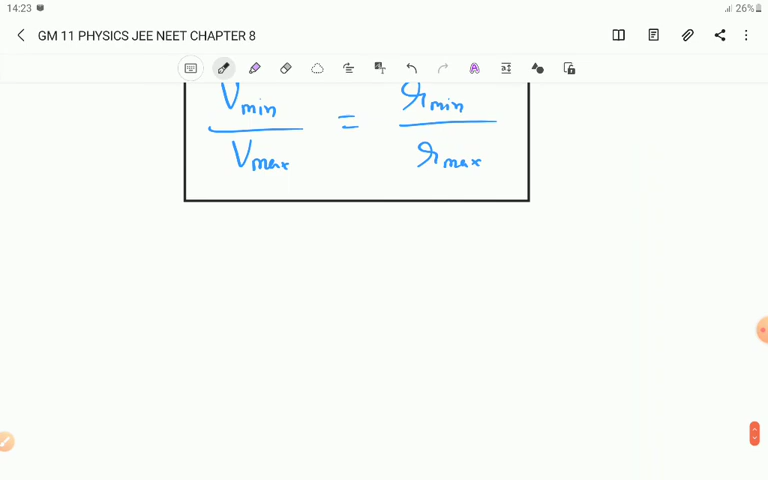 14:23 26%
GM 11 PHYSICS JEE NEET CHAPTER 8
Vmin / Vmax = rmin / rmax